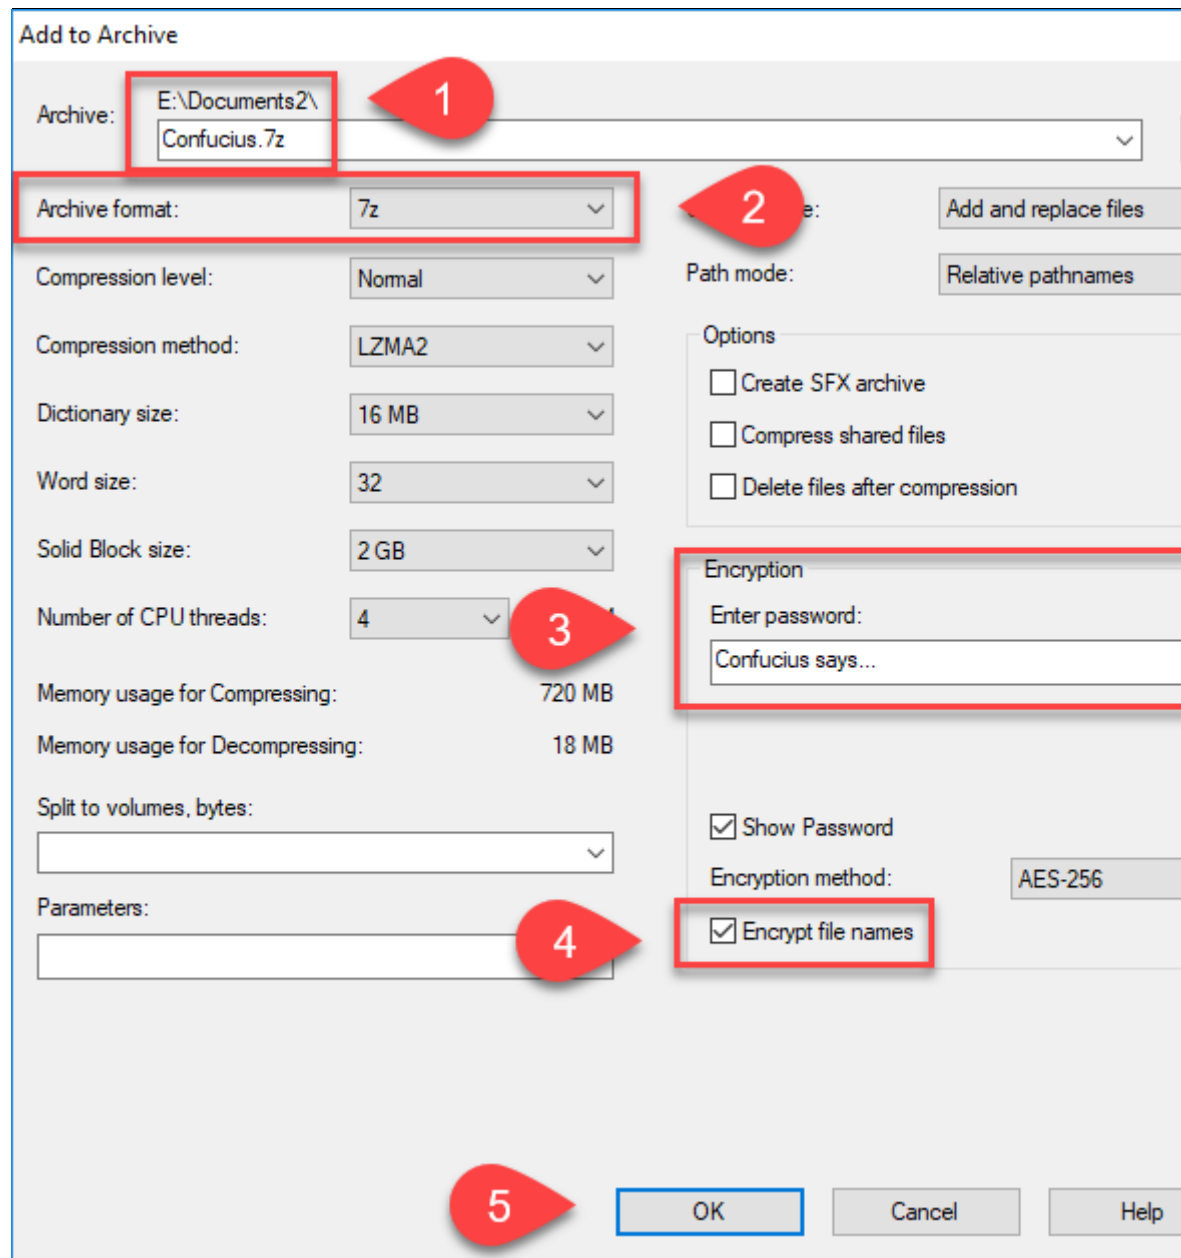 Add to Archive
1
Archive:
E:\Documents2\
Confucius.7z
Archive format:
7z
2
Add and replace files
Compression level:
Normal
Path mode:
Relative pathnames
Compression method:
LZMA2
Options
Create SFX archive
Dictionary size:
16 MB
Compress shared files
Word size:
32
Delete files after compression
Solid Block size:
2 GB
Encryption
Number of CPU threads:
4
3
Enter password:
Confucius says...
Memory usage for Compressing:
720 MB
Memory usage for Decompressing:
18 MB
Split to volumes, bytes:
Show Password
Encryption method:
AES-256
Parameters:
4
Encrypt file names
5
OK
Cancel
Help